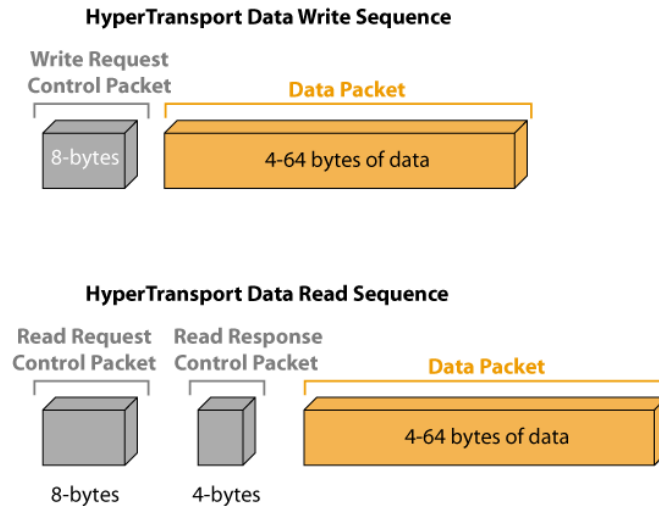 HyperTransport Data Write Sequence
Write Request
Control Packet
Data Packet
8-bytes
4-64 bytes of data
HyperTransport Data Read Sequence
Read Request
Control Packet
Read Response
Control Packet
Data Packet
4-64 bytes of data
8-bytes
4-bytes